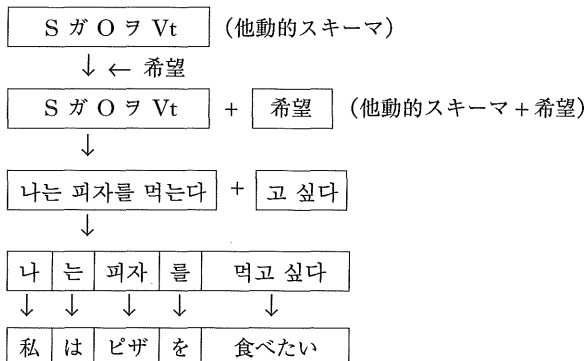 S ガ O ヲ Vt （他動的スキーマ）
↓ ← 希望
S ガ O ヲ Vt + 希望 （他動的スキーマ + 希望）
↓
나는 피자를 먹는다 + 고 싶다
↓
나 는 피자 를 먹고 싶다
↓ ↓ ↓ ↓ ↓
私 は ピザ を 食べたい